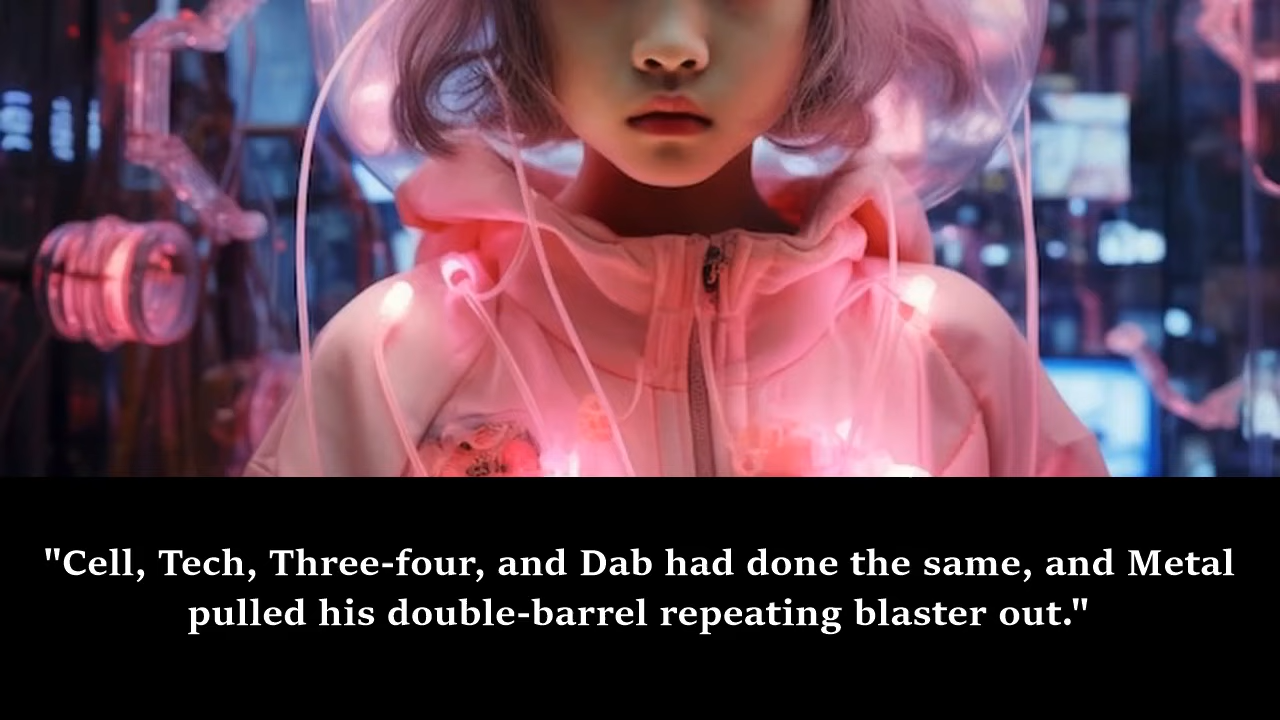 "Cell, Tech, Three-four, and Dab had done the same, and Metal
pulled his double-barrel repeating blaster out."